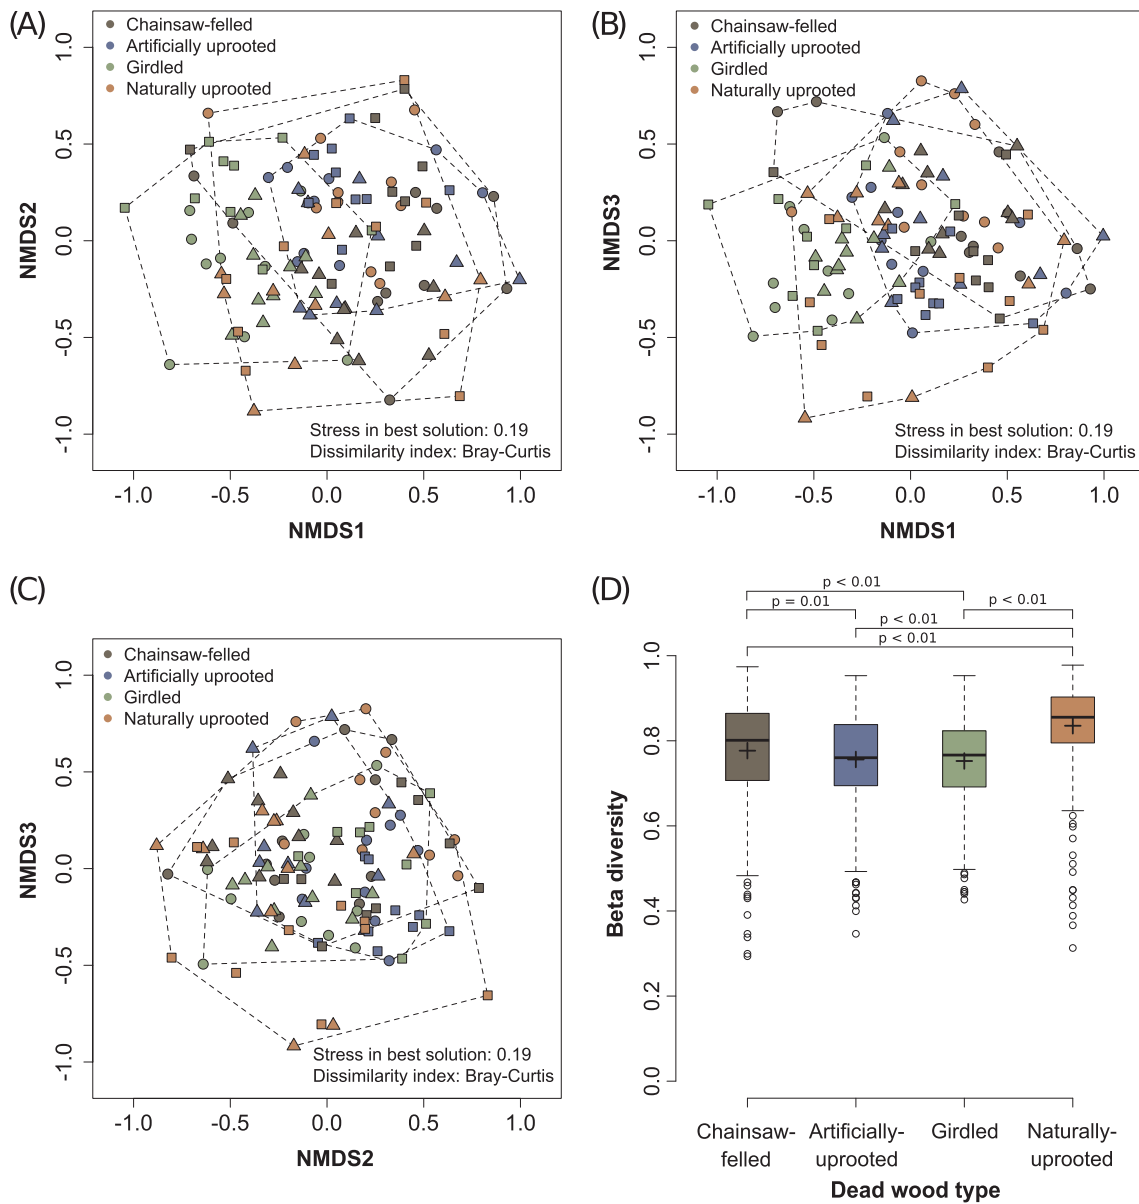 (A)
Chainsaw-felled
Artificially uprooted
Girdled
Naturally uprooted
1.0
0.5
0.0
-0.5
-1.0
NMDS2
Stress in best solution: 0.19
Dissimilarity index: Bray-Curtis
-1.0 -0.5 0.0 0.5 1.0
NMDS1
(B)
Chainsaw-felled
Artificially uprooted
Girdled
Naturally uprooted
1.0
0.5
0.0
-0.5
-1.0
NMDS3
Stress in best solution: 0.19
Dissimilarity index: Bray-Curtis
-1.0 -0.5 0.0 0.5 1.0
NMDS1
(C)
Chainsaw-felled
Artificially uprooted
Girdled
Naturally uprooted
1.0
0.5
0.0
-0.5
-1.0
NMDS3
Stress in best solution: 0.19
Dissimilarity index: Bray-Curtis
-1.0 -0.5 0.0 0.5 1.0
NMDS2
(D)
p < 0.01
p = 0.01
p < 0.01
p < 0.01
p < 0.01
1.0
0.8
0.6
0.4
0.2
0.0
Beta diversity
Chainsaw-
felled
Artificially-
uprooted
Girdled
Naturally-
uprooted
Dead wood type